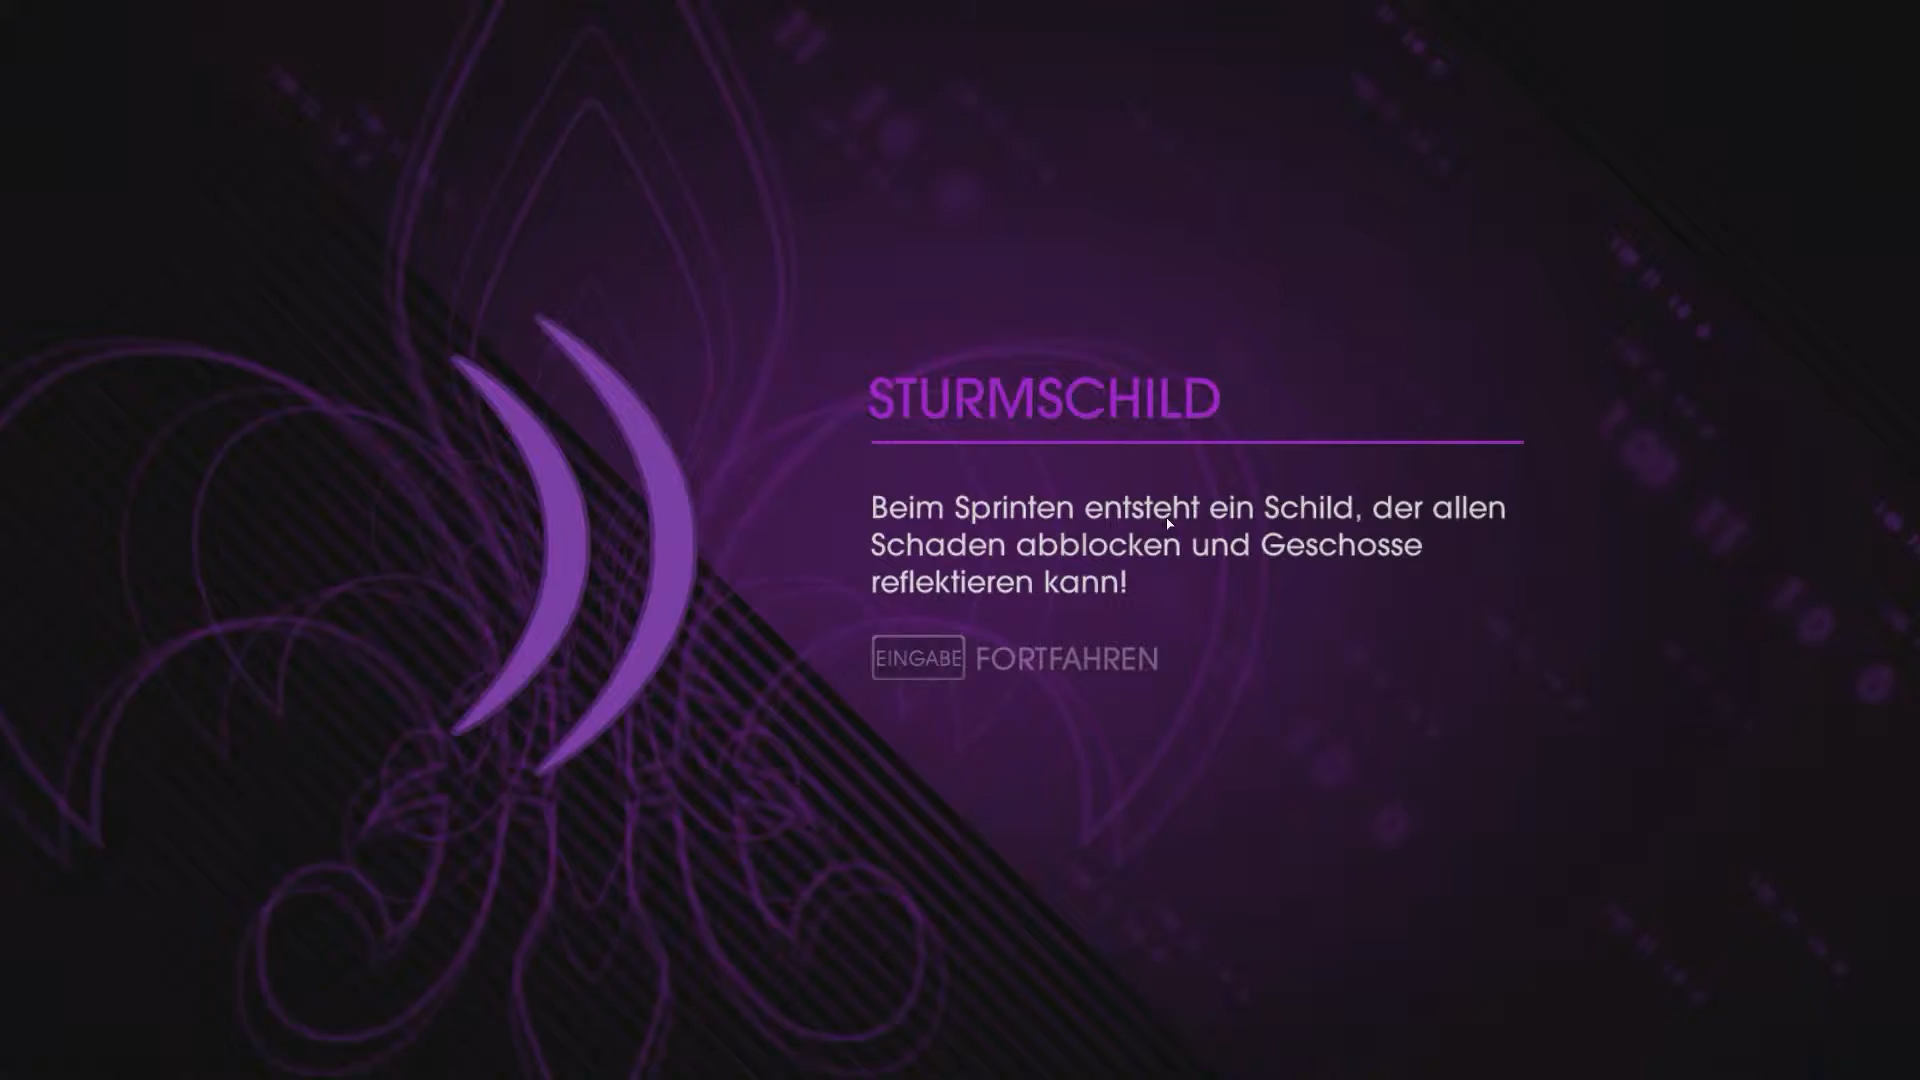 STURMSCHILD
Beim Sprinten entsteht ein Schild, der allen
Schaden abblocken und Geschosse
reflektieren kann!
EINGABE FORTFAHREN